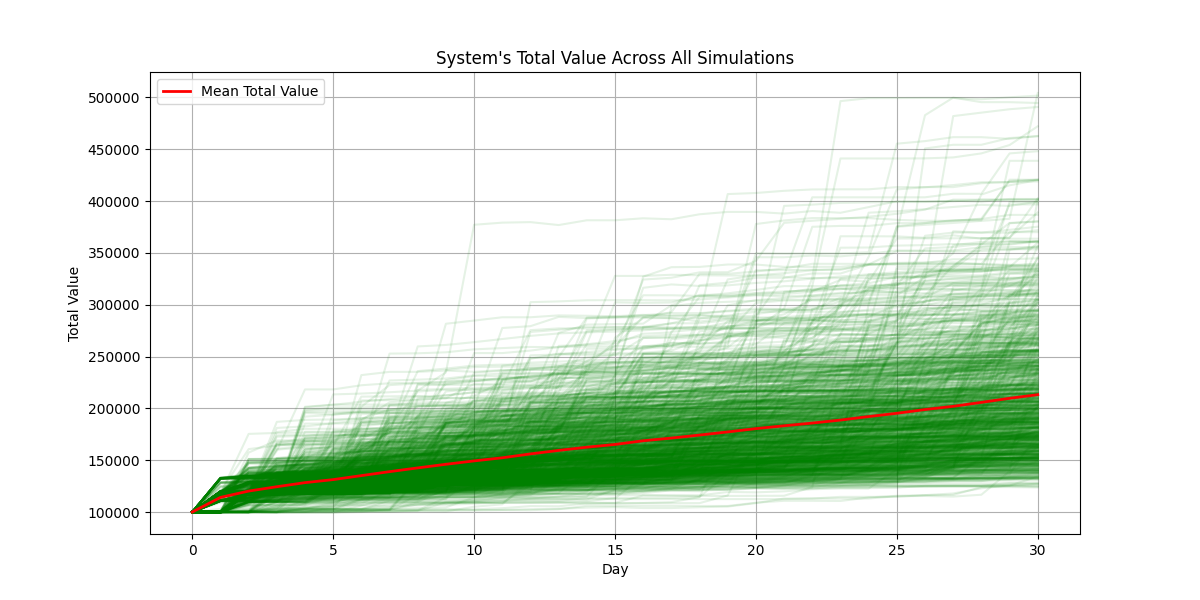 System's Total Value Across All Simulations
Mean Total Value
500000
450000
400000
350000
300000
250000
200000
150000
100000
Total Value
0 5 10 15 20 25 30
Day